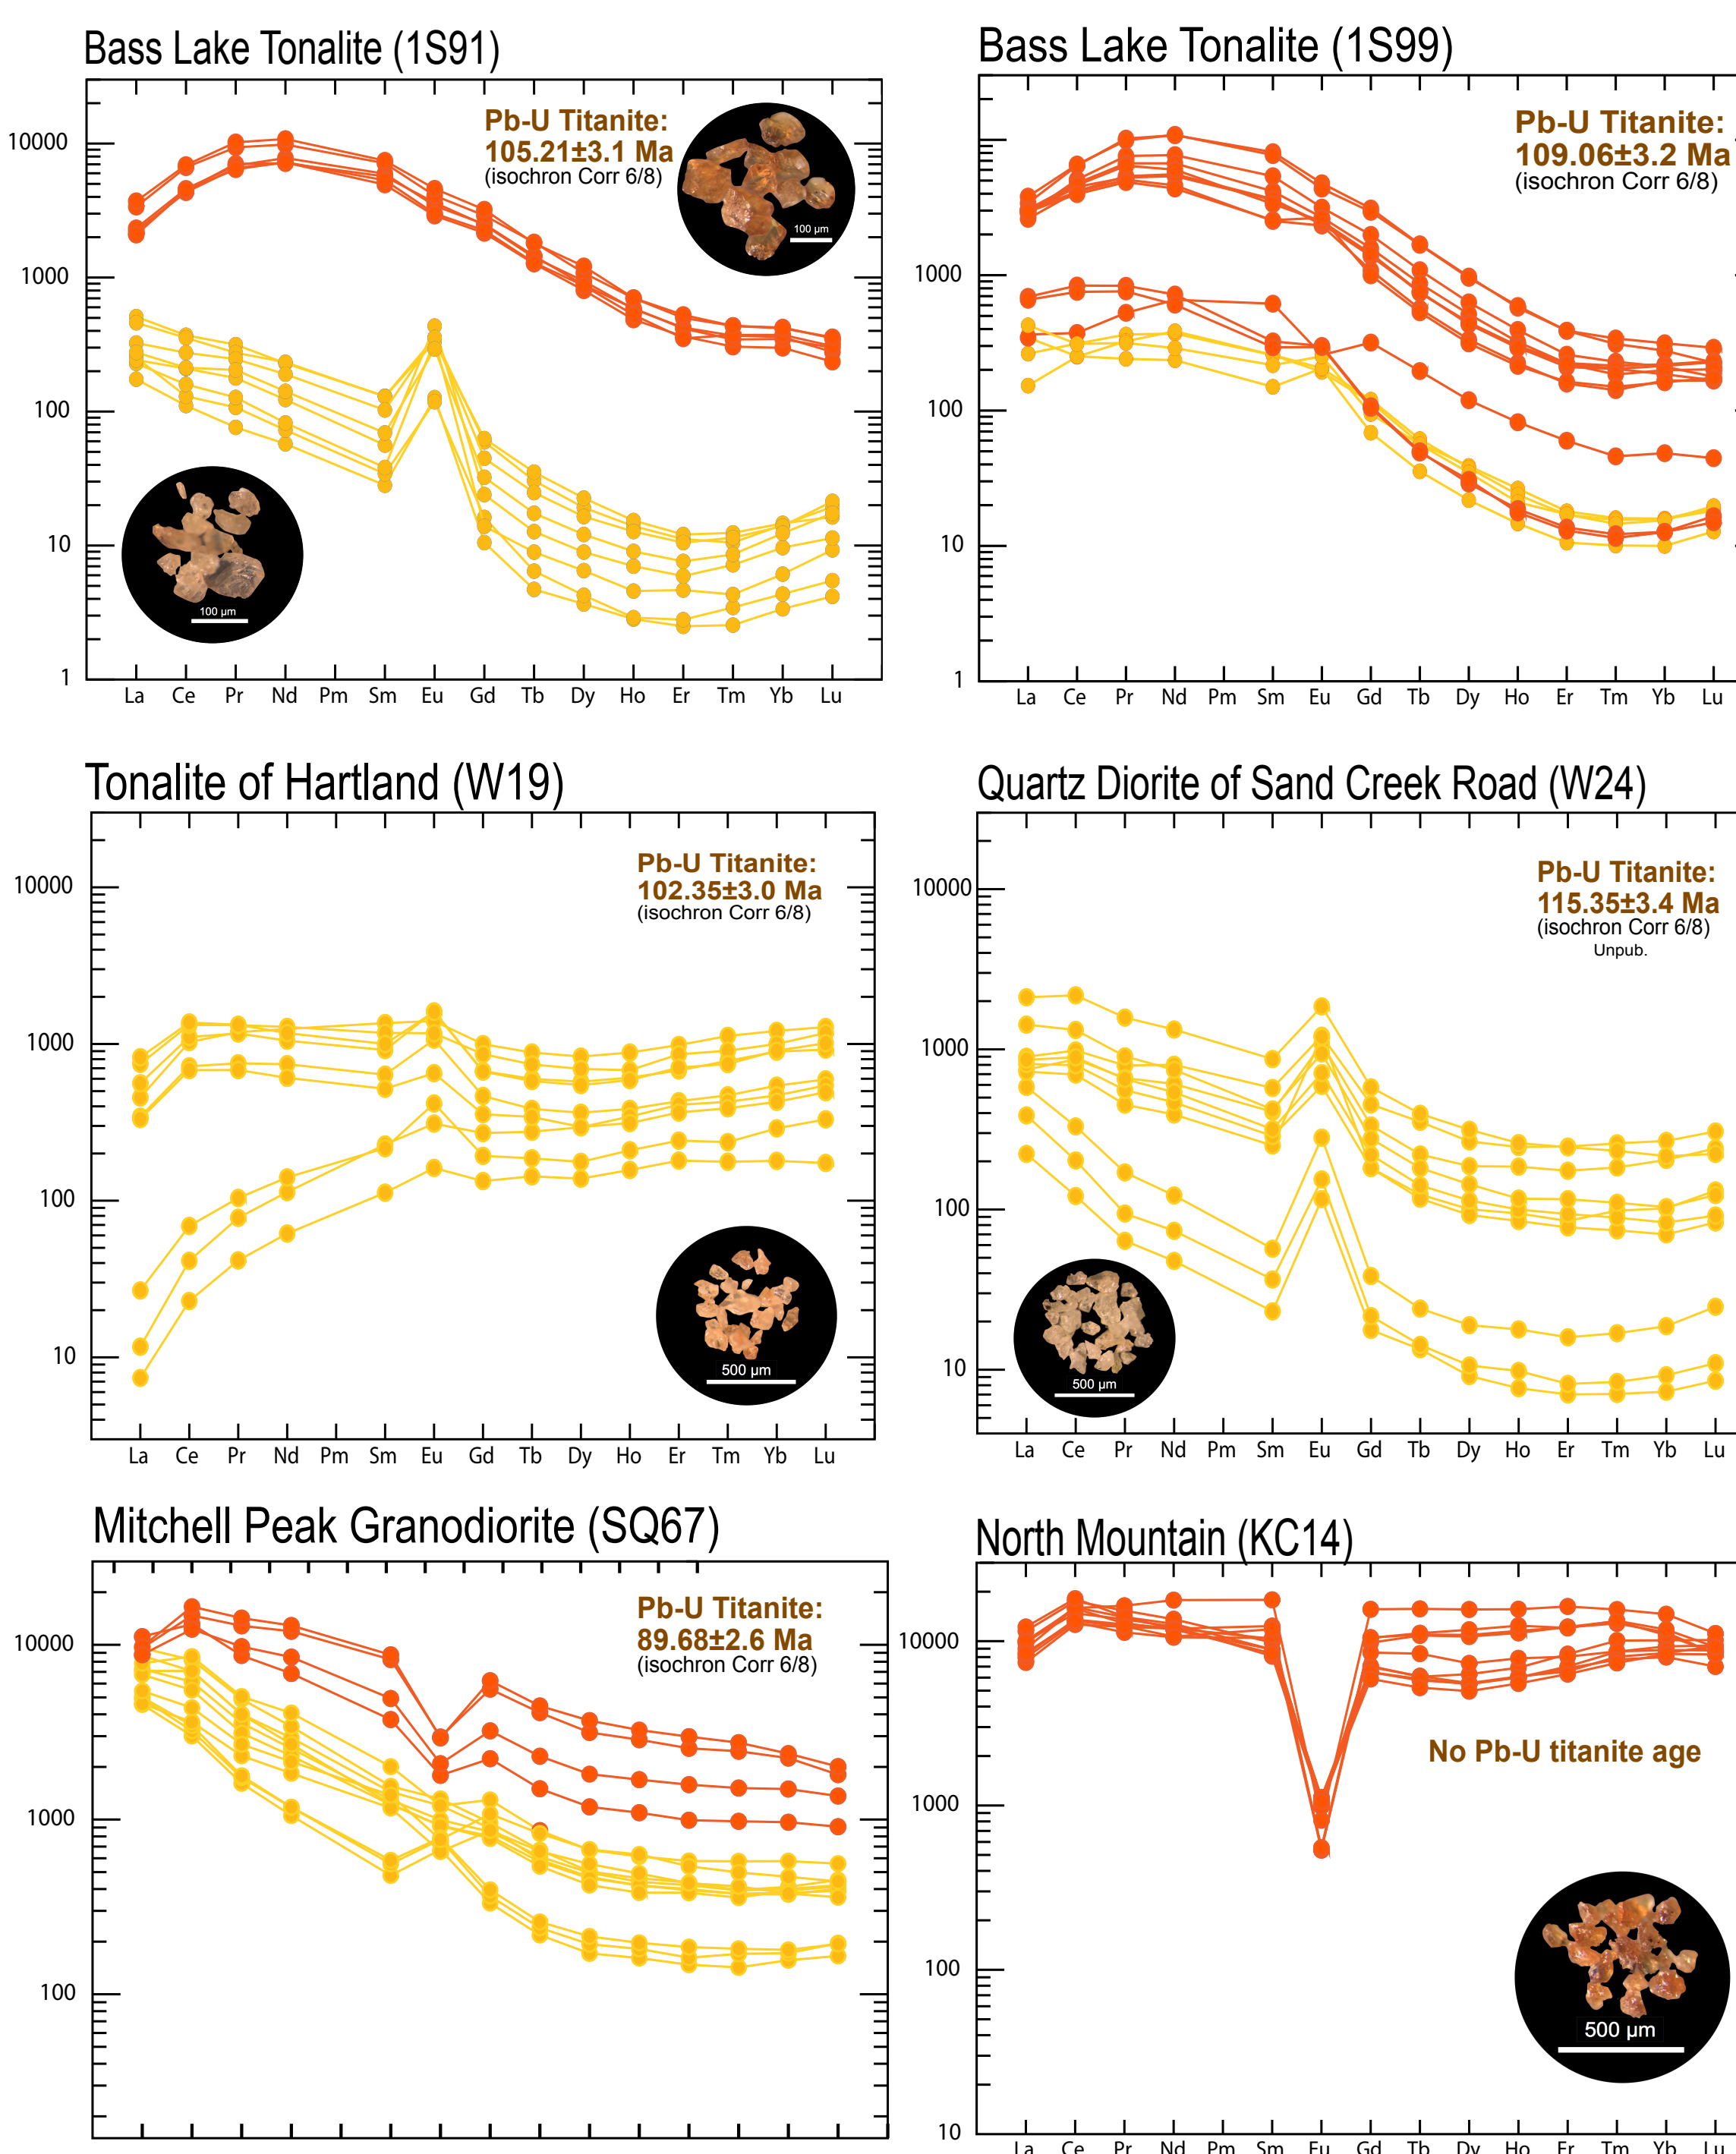 Bass Lake Tonalite (1S91)
Pb-U Titanite:
105.21±3.1 Ma
(isochron Corr 6/8)
100 µm
100 µm
10000
1000
100
10
1
La Ce Pr Nd Pm Sm Eu Gd Tb Dy Ho Er Tm Yb Lu
Bass Lake Tonalite (1S99)
Pb-U Titanite:
109.06±3.2 Ma
(isochron Corr 6/8)
1000
100
10
1
La Ce Pr Nd Pm Sm Eu Gd Tb Dy Ho Er Tm Yb Lu
Tonalite of Hartland (W19)
Pb-U Titanite:
102.35±3.0 Ma
(isochron Corr 6/8)
500 µm
10000
1000
100
10
La Ce Pr Nd Pm Sm Eu Gd Tb Dy Ho Er Tm Yb Lu
Quartz Diorite of Sand Creek Road (W24)
Pb-U Titanite:
115.35±3.4 Ma
(isochron Corr 6/8)
Unpub.
500 µm
10000
1000
100
10
La Ce Pr Nd Pm Sm Eu Gd Tb Dy Ho Er Tm Yb Lu
Mitchell Peak Granodiorite (SQ67)
Pb-U Titanite:
89.68±2.6 Ma
(isochron Corr 6/8)
10000
1000
100
North Mountain (KC14)
No Pb-U titanite age
500 µm
10000
1000
100
10
La Ce Pr Nd Pm Sm Eu Gd Tb Dy Ho Er Tm Yb Lu